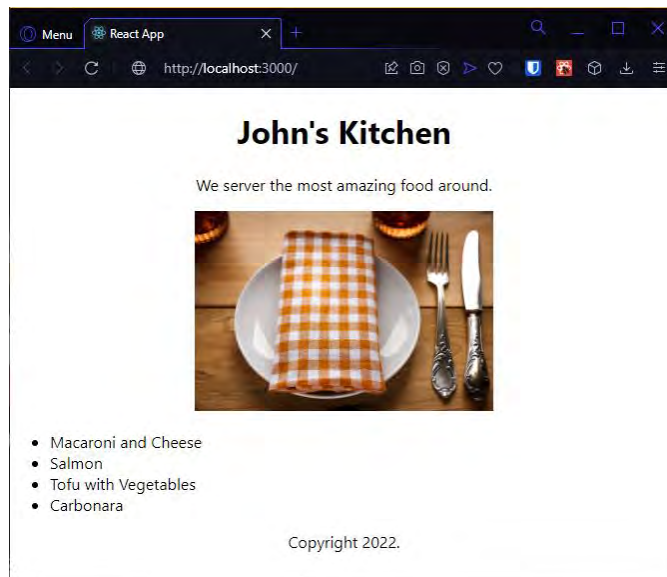 Menu
React App
http://localhost:3000/
John's Kitchen
We server the most amazing food around.
Macaroni and Cheese
Salmon
Tofu with Vegetables
Carbonara
Copyright 2022.